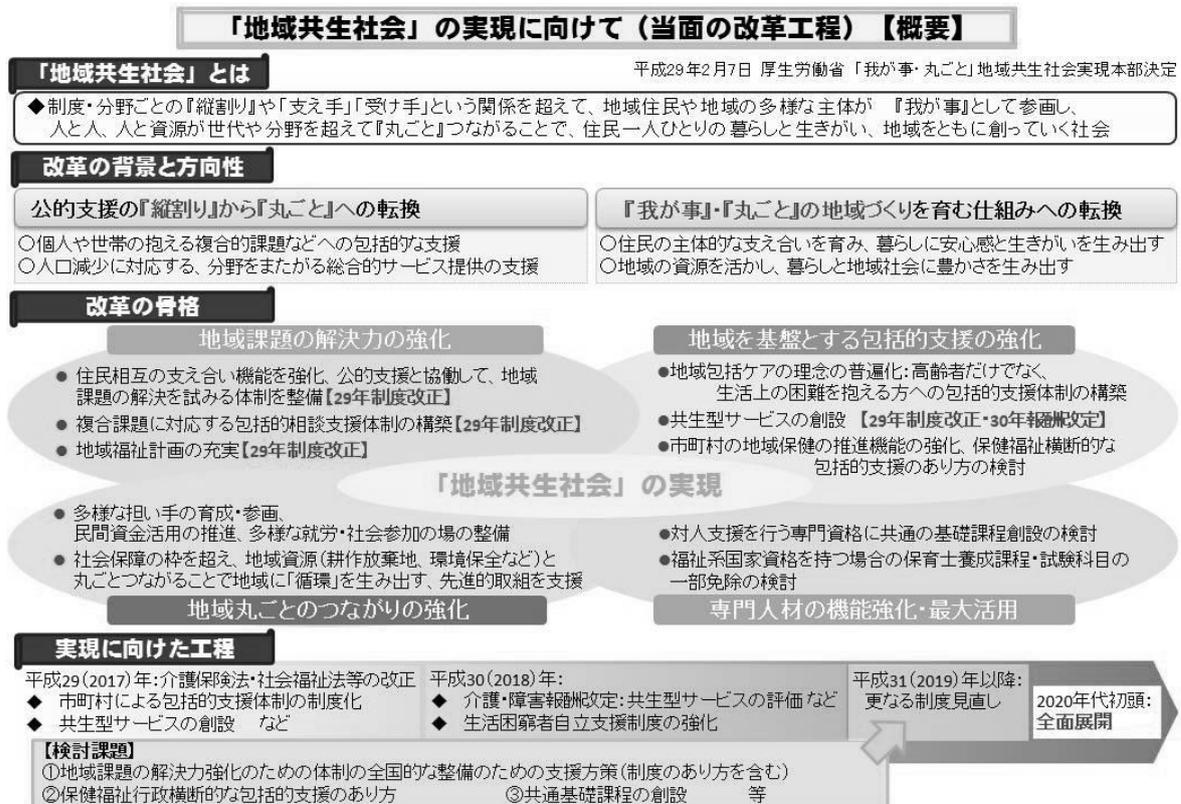 「地域共生社会」の実現に向けて（当面の改革工程）【概要】
「地域共生社会」とは
平成29年2月7日 厚生労働省「我が事・丸ごと」地域共生社会実現本部決定
◆制度・分野ごとの『縦割り』や「支え手」「受け手」という関係を超えて、地域住民や地域の多様な主体が 『我が事』として参画し、
人と人、人と資源が世代や分野を超えて『丸ごと』つながることで、住民一人ひとりの暮らしと生きがい、地域をともに創っていく社会
改革の背景と方向性
公的支援の『縦割り』から『丸ごと』への転換
○個人や世帯の抱える複合的課題などへの包括的な支援
○人口減少に対応する、分野をまたがる総合的サービス提供の支援
『我が事』・『丸ごと』の地域づくりを育む仕組みへの転換
○住民の主体的な支え合いを育み、暮らしに安心感と生きがいを生み出す
○地域の資源を活かし、暮らしと地域社会に豊かさを生み出す
改革の骨格
地域課題の解決力の強化
● 住民相互の支え合い機能を強化、公的支援と協働して、地域
課題の解決を試みる体制を整備【29年制度改正】
● 複合課題に対応する包括的相談支援体制の構築【29年制度改正】
● 地域福祉計画の充実【29年制度改正】
地域を基盤とする包括的支援の強化
●地域包括ケアの理念の普遍化：高齢者だけでなく、
生活上の困難を抱える方への包括的支援体制の構築
●共生型サービスの創設 【29年制度改正・30年報酬改定】
●市町村の地域保健の推進機能の強化、保健福祉横断的な
包括的支援のあり方の検討
「地域共生社会」の実現
● 多様な担い手の育成・参画、
民間資金活用の推進、多様な就労・社会参加の場の整備
● 社会保障の枠を超え、地域資源（耕作放棄地、環境保全など）と
丸ごとつながることで地域に「循環」を生み出す、先進的取組を支援
地域丸ごとのつながりの強化
●対人支援を行う専門資格に共通の基礎課程創設の検討
●福祉系国家資格を持つ場合の保育士養成課程・試験科目の
一部免除の検討
専門人材の機能強化・最大活用
実現に向けた工程
平成29（2017）年：介護保険法・社会福祉法等の改正
◆ 市町村による包括的支援体制の制度化
◆ 共生型サービスの創設 など
平成30（2018）年：
◆ 介護・障害報酬改定：共生型サービスの評価 など
◆ 生活困窮者自立支援制度の強化
平成31（2019）年以降：
更なる制度見直し
2020年代初頭：
全面展開
【検討課題】
①地域課題の解決力強化のための体制の全国的な整備のための支援方策（制度のあり方を含む）
②保健福祉行政横断的な包括的支援のあり方 ③共通基礎課程の創設 等